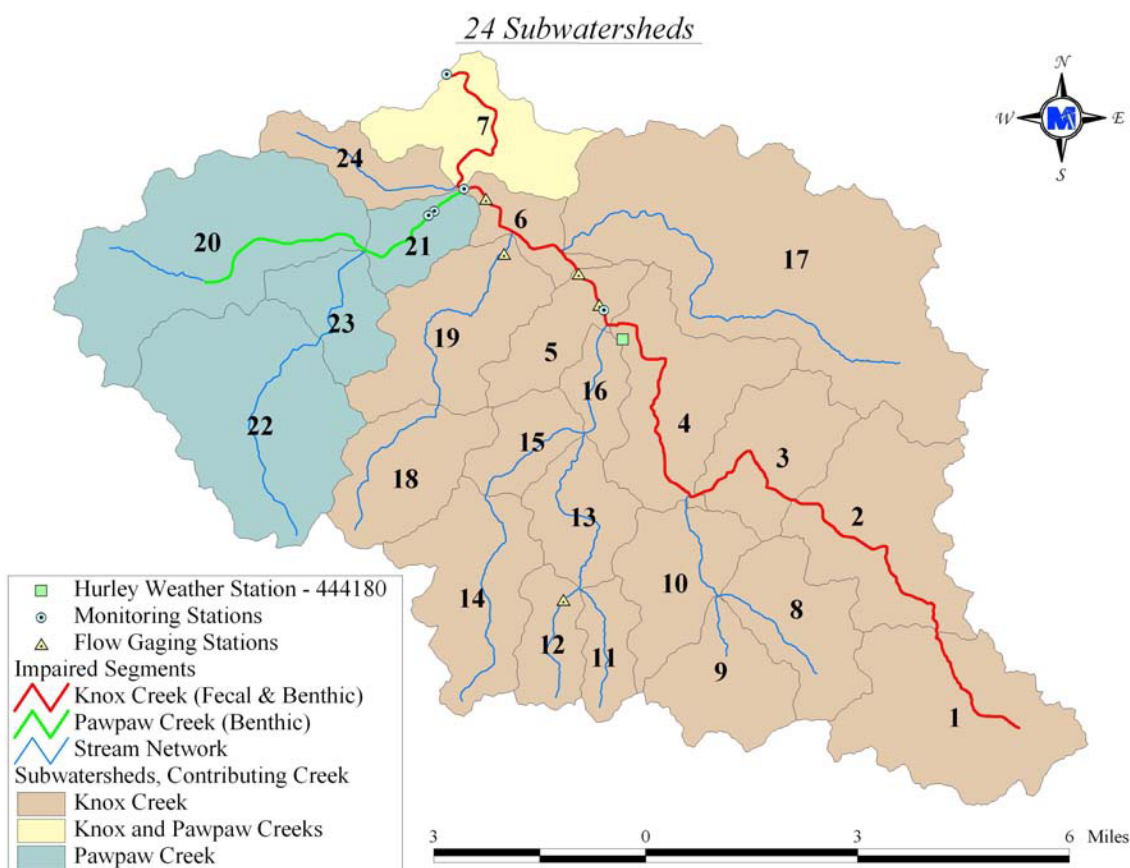 24 Subwatersheds
N
W
M
E
S
7
24
6
20
21
17
23
19
5
16
4
22
15
3
18
2
13
14
10
8
12
11
9
1
Hurley Weather Station - 444180
Monitoring Stations
Flow Gaging Stations
Impaired Segments
Knox Creek (Fecal & Benthic)
Pawpaw Creek (Benthic)
Stream Network
Subwatersheds, Contributing Creek
Knox Creek
Knox and Pawpaw Creeks
Pawpaw Creek
3 0 3 6 Miles